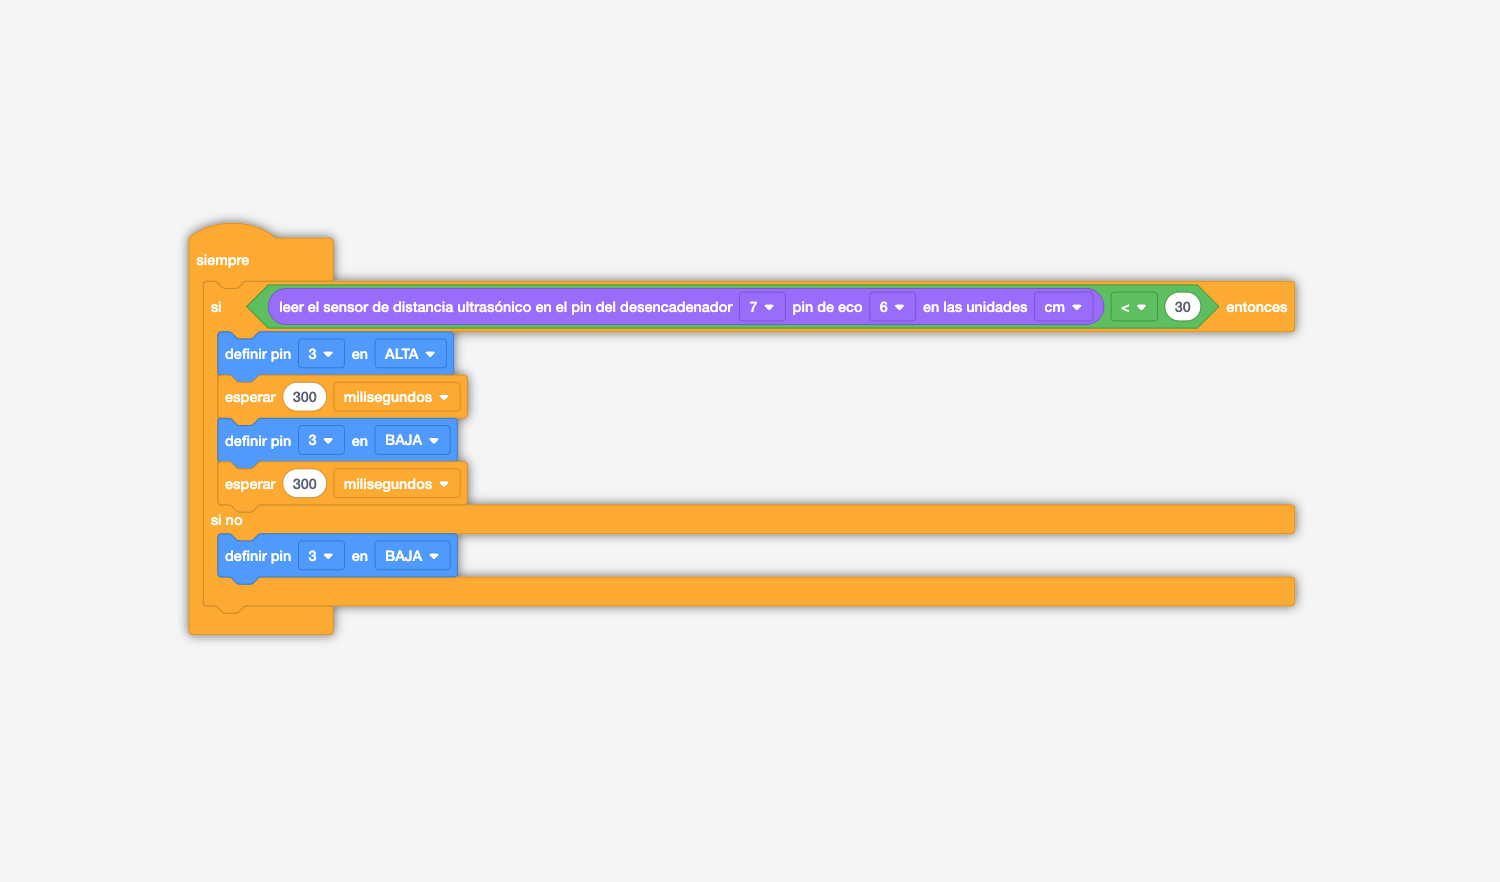 siempre
si leer el sensor de distancia ultrasónico en el pin del desencadenador 7 pin de eco 6 en las unidades cm < 30 entonces
definir pin 3 en ALTA
esperar 300 milisegundos
definir pin 3 en BAJA
esperar 300 milisegundos
si no
definir pin 3 en BAJA